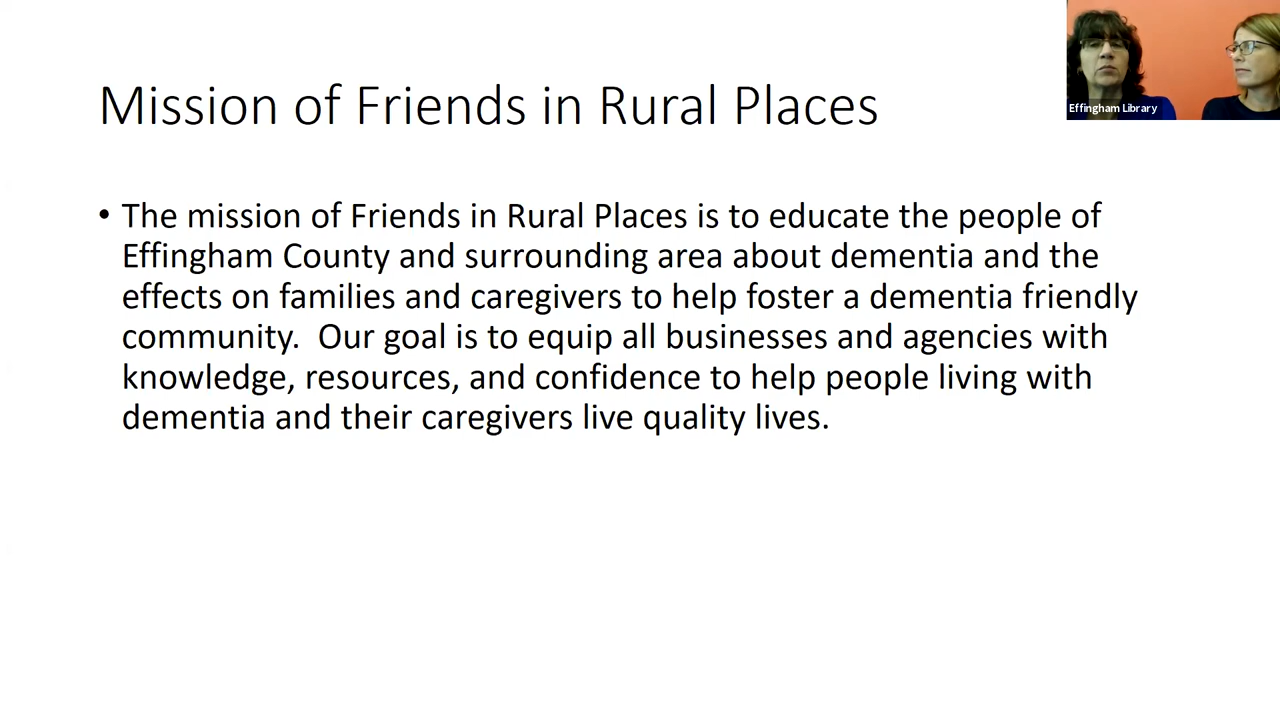 Mission of Friends in Rural Places
Effingham Library
• The mission of Friends in Rural Places is to educate the people of
Effingham County and surrounding area about dementia and the
effects on families and caregivers to help foster a dementia friendly
community.  Our goal is to equip all businesses and agencies with
knowledge, resources, and confidence to help people living with
dementia and their caregivers live quality lives.